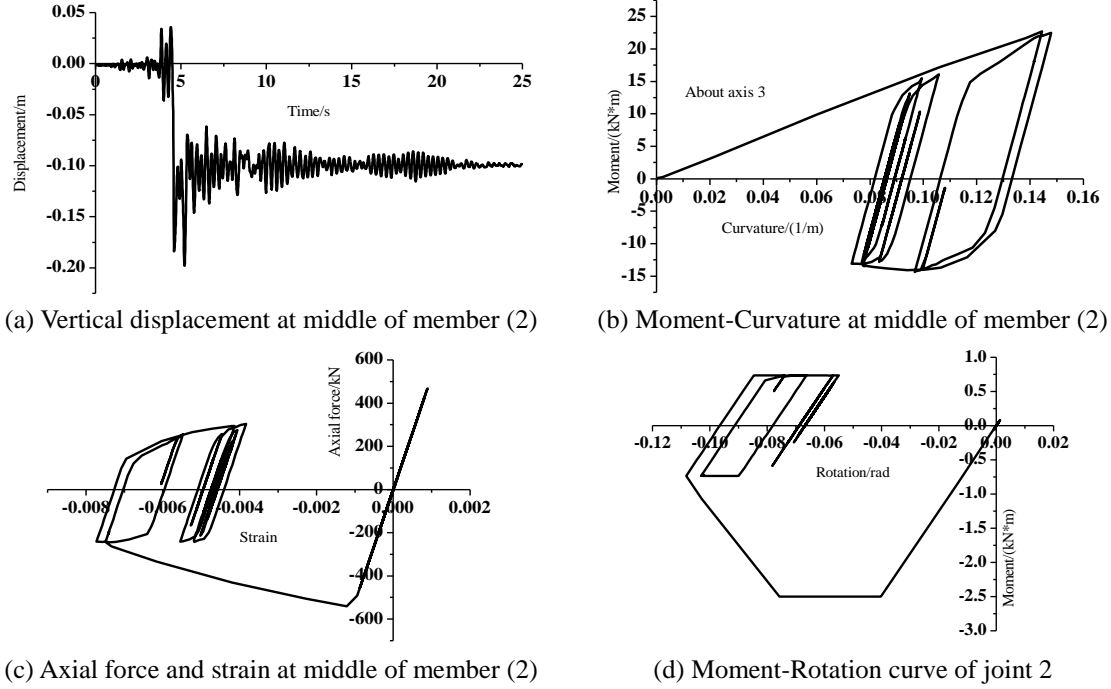 0.05
0.00
-0.05
-0.10
-0.15
-0.20
0 5 10 15 20 25
Time/s
Displacement/m
(a) Vertical displacement at middle of member (2)
25
20
15
10
5
0
-5
-10
-15
0.00 0.02 0.04 0.06 0.08 0.10 0.12 0.14 0.16
About axis 3
Moment/(kN*m)
Curvature/(1/m)
(b) Moment-Curvature at middle of member (2)
600
400
200
0
-200
-400
-600
-0.008 -0.006 -0.004 -0.002 0.000 0.002
Axial force/kN
Strain
(c) Axial force and strain at middle of member (2)
1.0
0.5
0.0
-0.5
-1.0
-1.5
-2.0
-2.5
-3.0
-0.12 -0.10 -0.08 -0.06 -0.04 -0.02 0.00 0.02
Rotation/rad
Moment/(kN*m)
(d) Moment-Rotation curve of joint 2